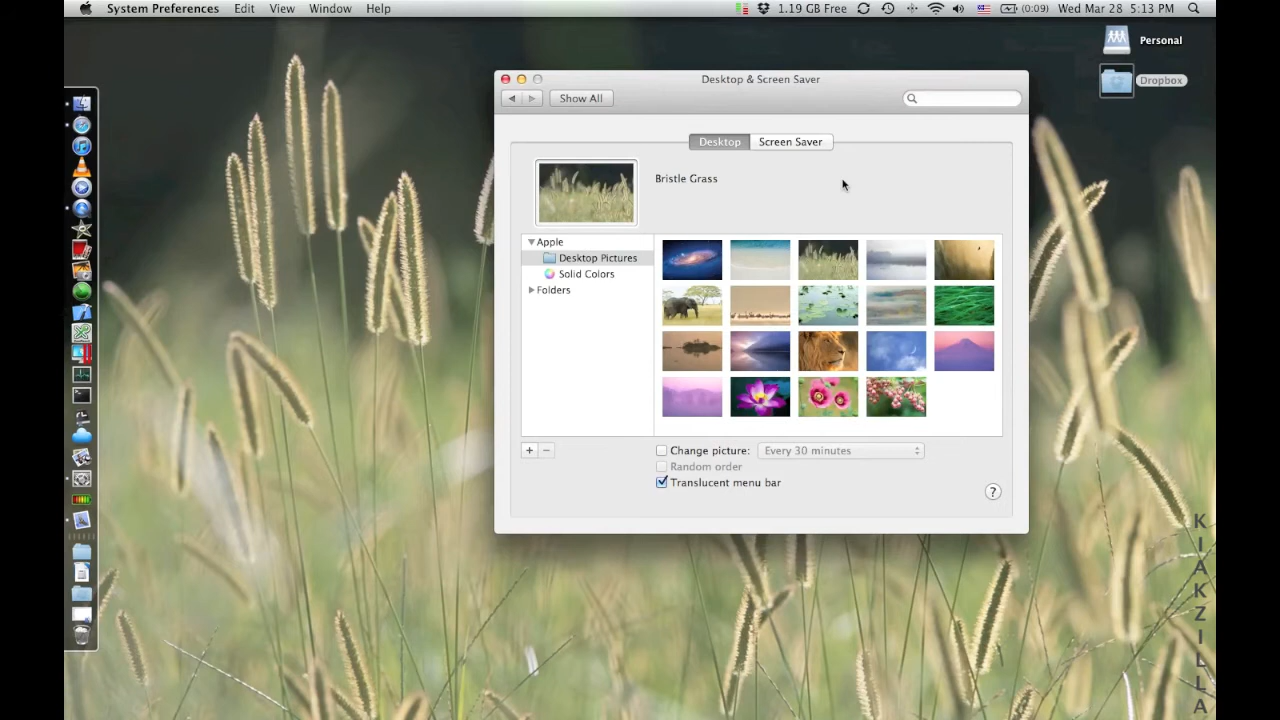 System Preferences Edit View Window Help 1.19 GB Free (0:09) Wed Mar 28 5:13 PM
Personal
Dropbox
Desktop & Screen Saver
Show All
Desktop Screen Saver
Bristle Grass
Apple
Desktop Pictures
Solid Colors
Folders
+ −
Change picture: Every 30 minutes
Random order
Translucent menu bar
?
KIAKZILLA